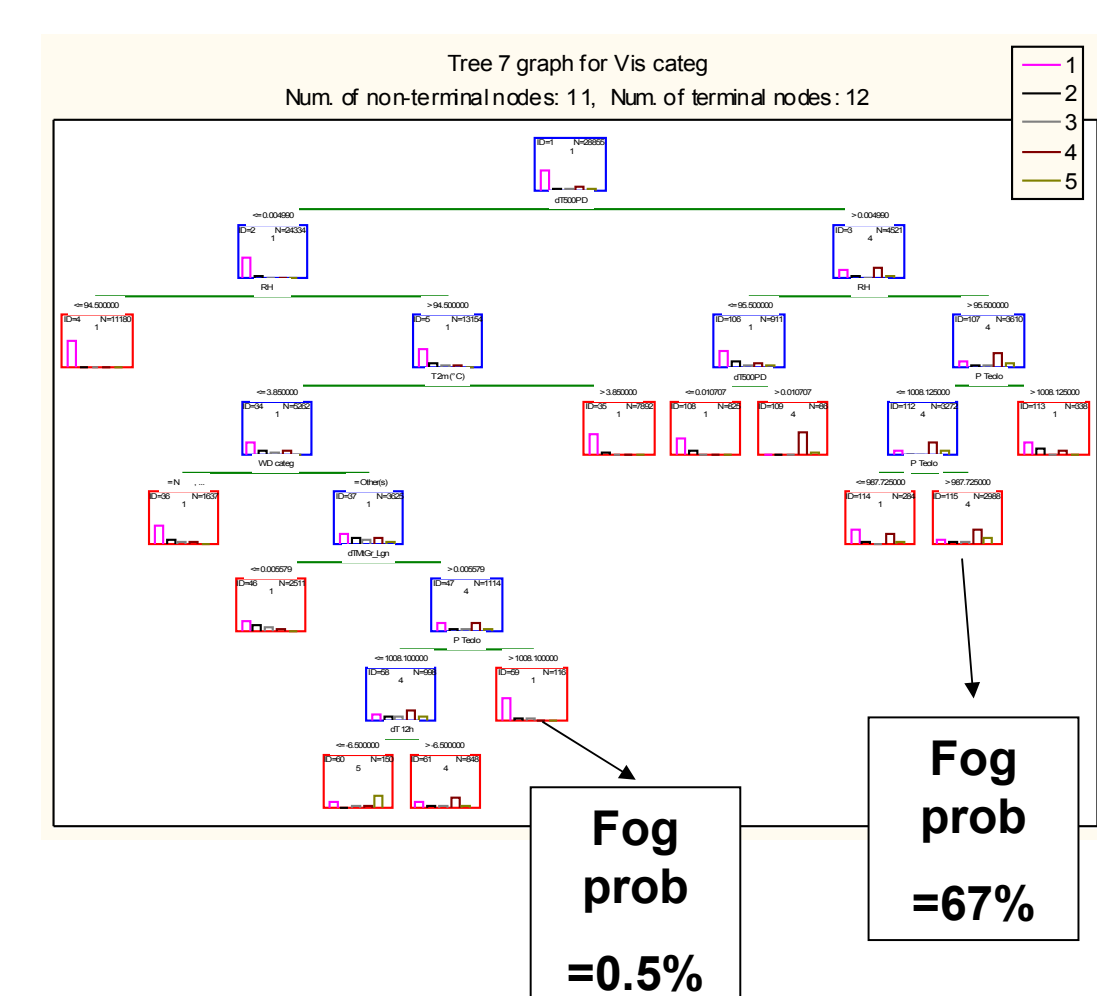 Tree 7 graph for Vis categ
Num. of non-terminal nodes: 11, Num. of terminal nodes: 12
1
2
3
4
5
ID=1 N=28855
1
dT500PD
<=0.004990 >0.004990
ID=2 N=24334 ID=3 N=4521
1 4
RH RH
<=94.500000 >94.500000 <=95.500000 >95.500000
ID=4 N=11180 ID=5 N=13154 ID=106 N=911 ID=107 N=3610
1 1 1 4
T2m (°C) dT500PD P Teolo
<=3.850000 >3.850000 <=0.010707 >0.010707 <=1008.125000 >1008.125000
ID=34 N=5262 ID=35 N=7892 ID=108 N=825 ID=109 N=86 ID=112 N=3272 ID=113 N=338
1 1 1 4 4 1
WD categ P Teolo
= N , ... = Other(s) <=987.725000 >987.725000
ID=36 N=1637 ID=37 N=3625 ID=114 N=284 ID=115 N=2988
1 1 1 4
dTMtGr_Lgn
<=0.005579 >0.005579
ID=46 N=2511 ID=47 N=1114
1 4
P Teolo
<=1008.100000 >1008.100000
ID=58 N=998 ID=59 N=116
4 1
dT 12h
<=-6.500000 >-6.500000
ID=60 N=150 ID=61 N=848
5 4
Fog
prob
=0.5%
Fog
prob
=67%